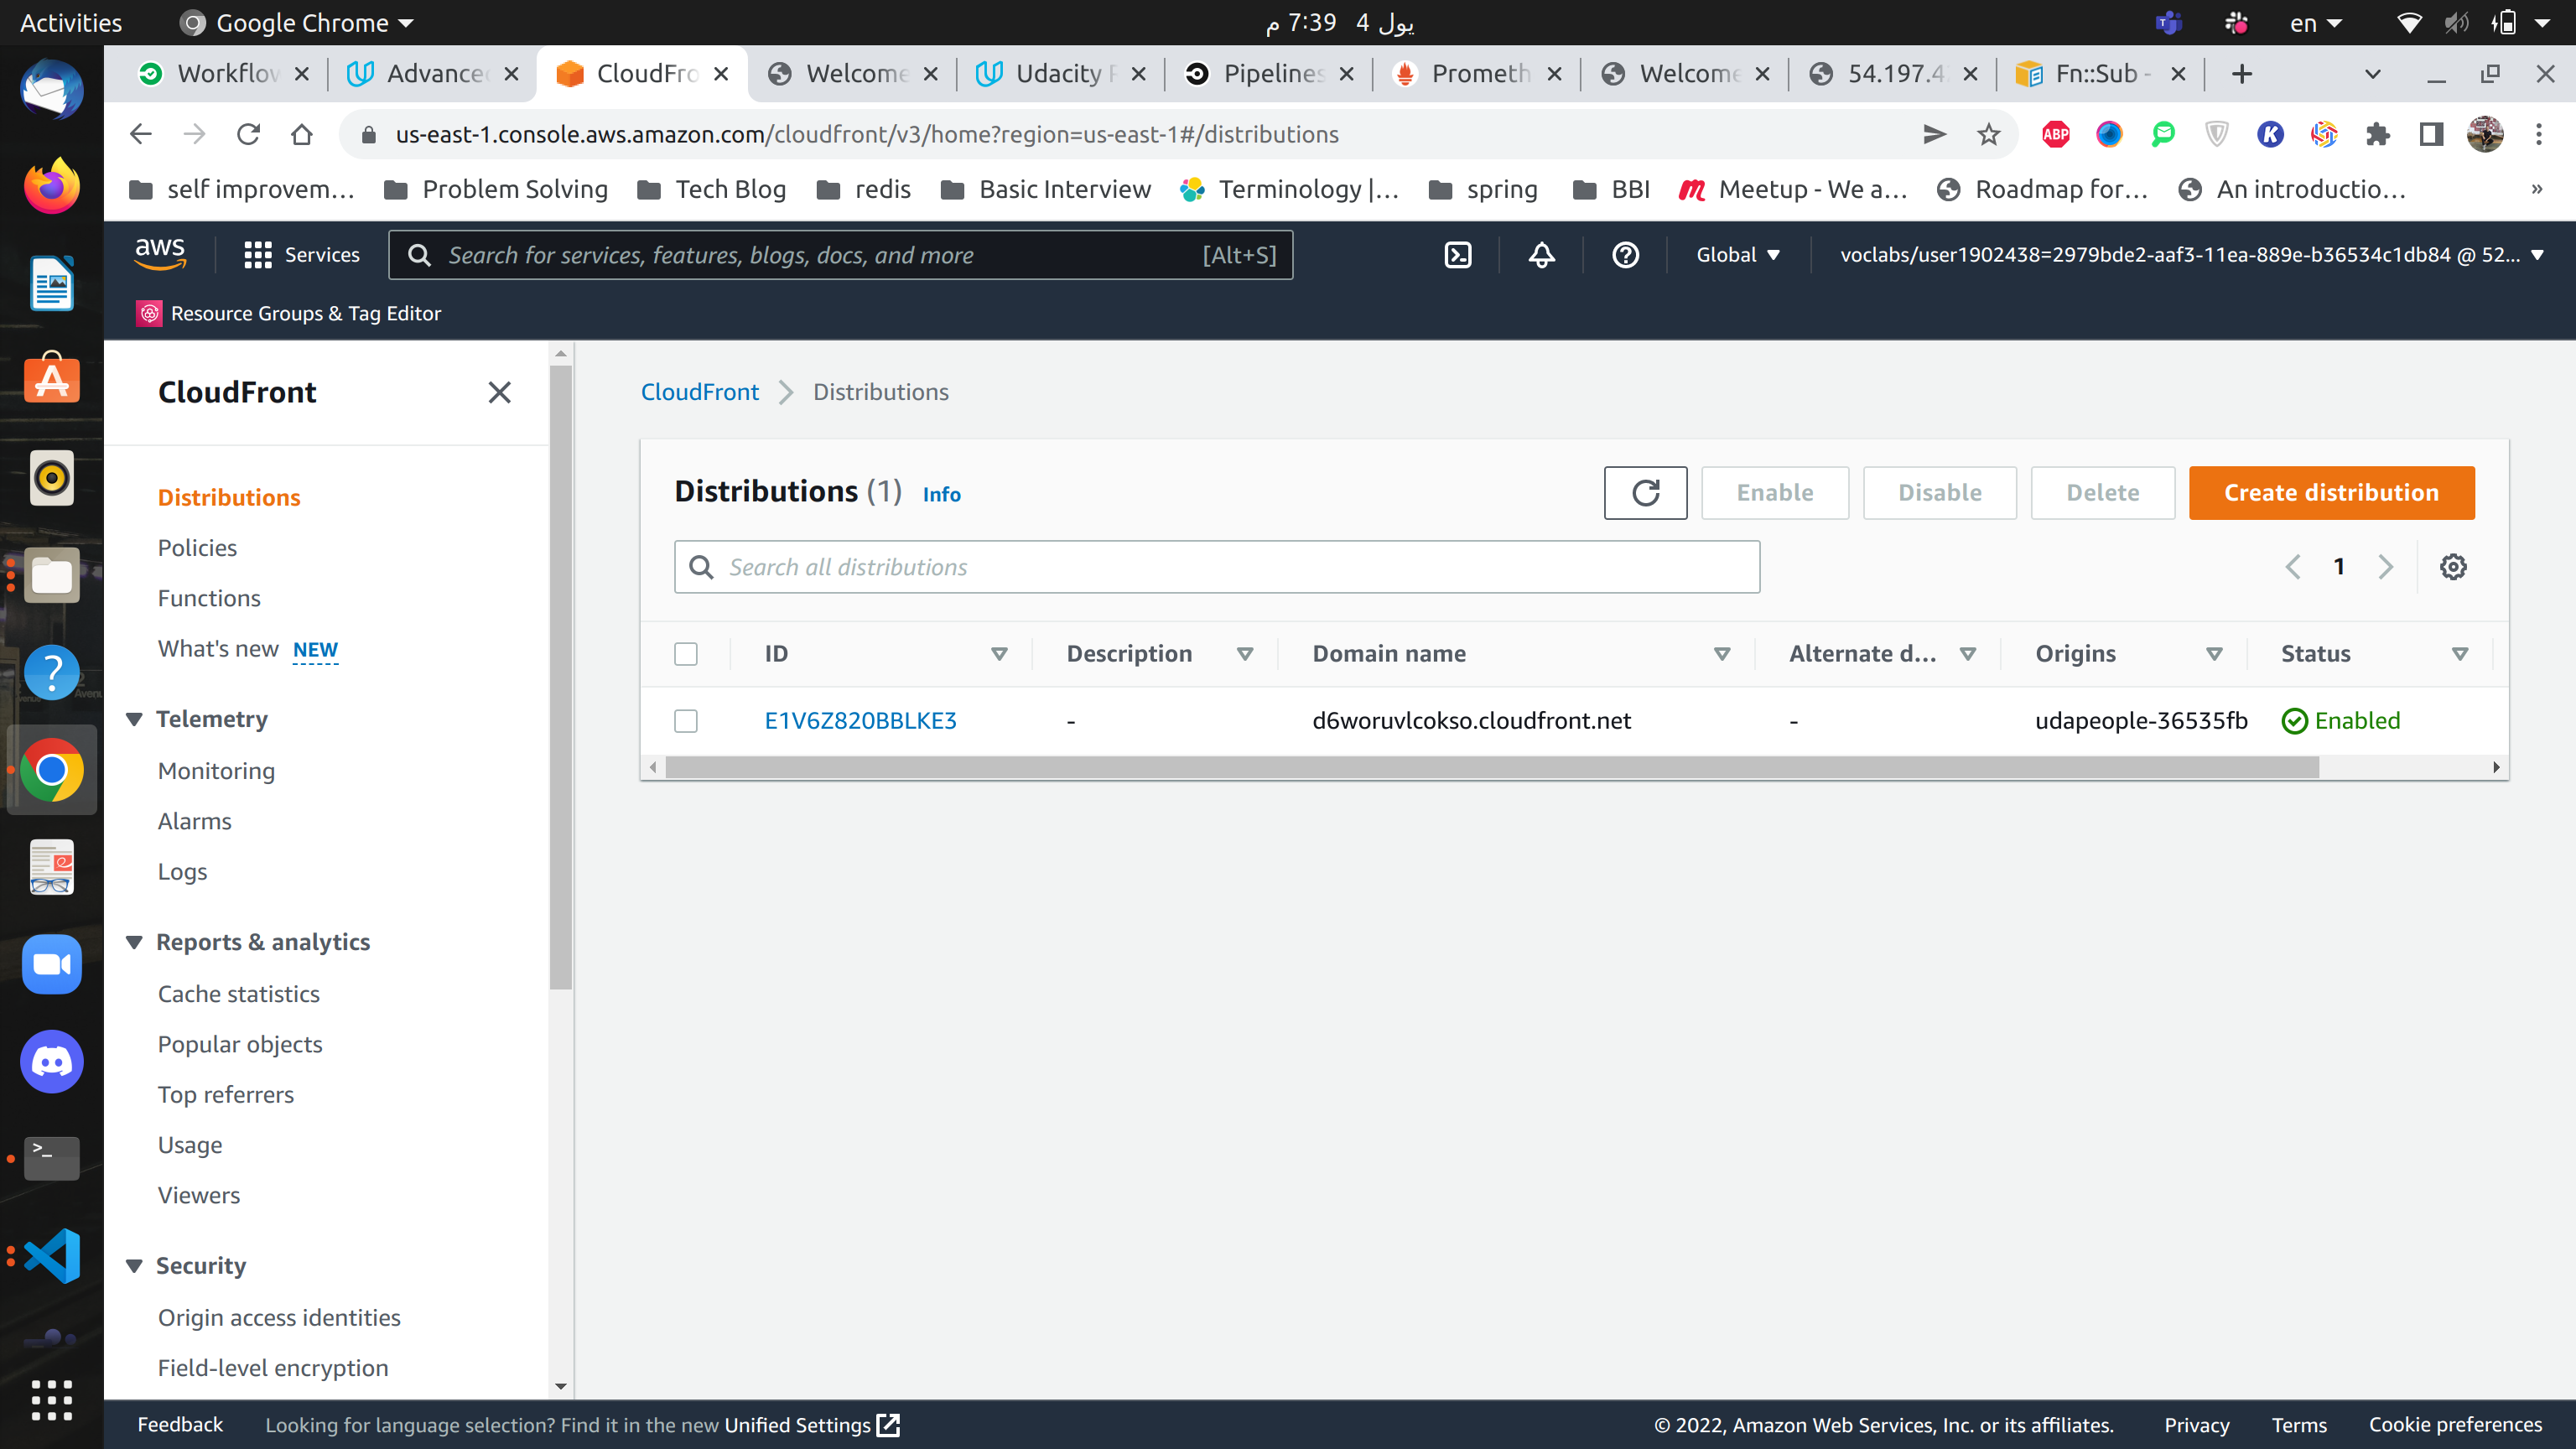 Activities
Google Chrome
يول 4 7:39 م
en
Workflow
Advanced
CloudFro
Welcome
Udacity
Pipelines
Prometh
Welcome
54.197.4
Fn::Sub -
us-east-1.console.aws.amazon.com/cloudfront/v3/home?region=us-east-1#/distributions
ABP
K
self improvem…
Problem Solving
Tech Blog
redis
Basic Interview
Terminology |…
spring
BBI
Meetup - We a…
Roadmap for…
An introductio…
»
aws
Services
Search for services, features, blogs, docs, and more
[Alt+S]
Global
voclabs/user1902438=2979bde2-aaf3-11ea-889e-b36534c1db84 @ 52...
Resource Groups & Tag Editor
CloudFront
Distributions
Policies
Functions
What's new NEW
Telemetry
Monitoring
Alarms
Logs
Reports & analytics
Cache statistics
Popular objects
Top referrers
Usage
Viewers
Security
Origin access identities
Field-level encryption
CloudFront
Distributions
Distributions (1) Info
Enable
Disable
Delete
Create distribution
Search all distributions
1
ID
Description
Domain name
Alternate d...
Origins
Status
E1V6Z820BBLKE3
-
d6woruvlcokso.cloudfront.net
-
udapeople-36535fb
Enabled
Feedback
Looking for language selection? Find it in the new Unified Settings
© 2022, Amazon Web Services, Inc. or its affiliates.
Privacy
Terms
Cookie preferences